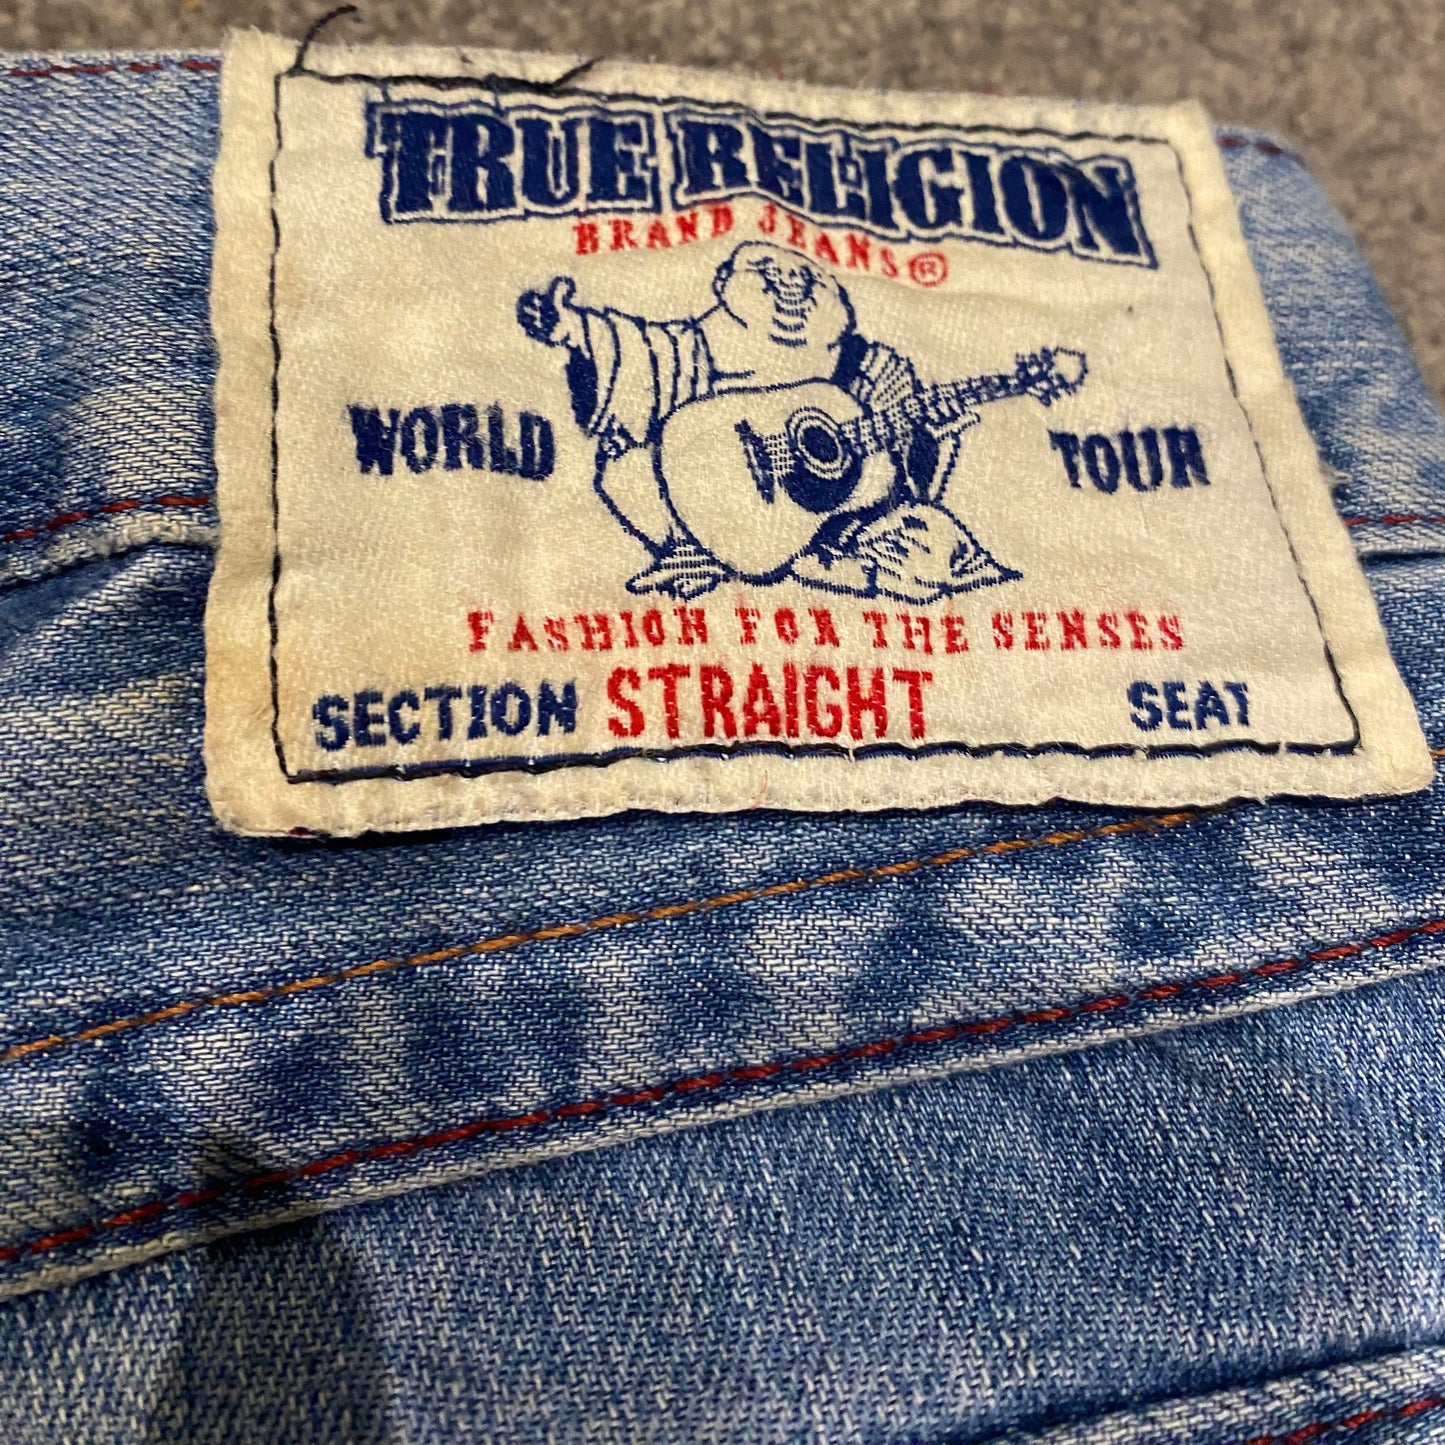 TRUE RELIGION
BRAND JEANS®
WORLD TOUR
FASHION FOR THE SENSES
SECTION STRAIGHT SEAT